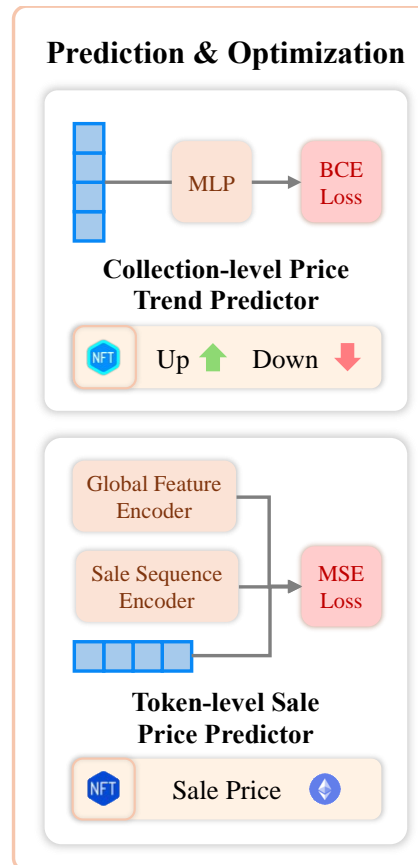 Prediction & Optimization
MLP
BCE
Loss
Collection-level Price
Trend Predictor
NFT
Up
Down
Global Feature
Encoder
Sale Sequence
Encoder
MSE
Loss
Token-level Sale
Price Predictor
NFT
Sale Price